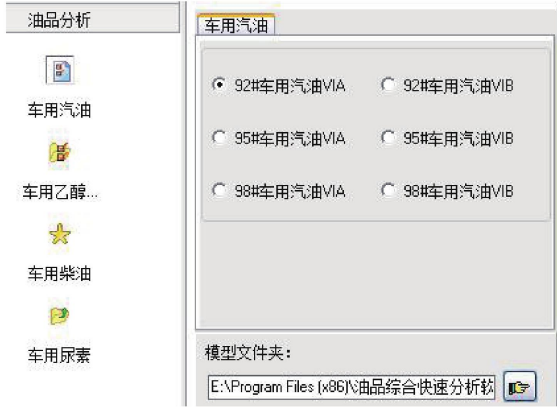 油品分析
车用汽油
车用乙醇...
车用柴油
车用尿素
车用汽油
92#车用汽油VIA 92#车用汽油VIB
95#车用汽油VIA 95#车用汽油VIB
98#车用汽油VIA 98#车用汽油VIB
模型文件夹：
E:\Program Files (x86)\油品综合快速分析软